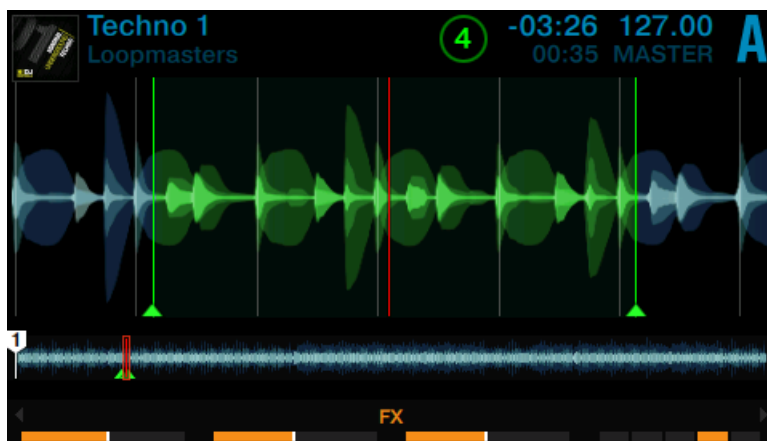 Techno 1
Loopmasters
4
-03:26 127.00
00:35 MASTER
A
1
FX